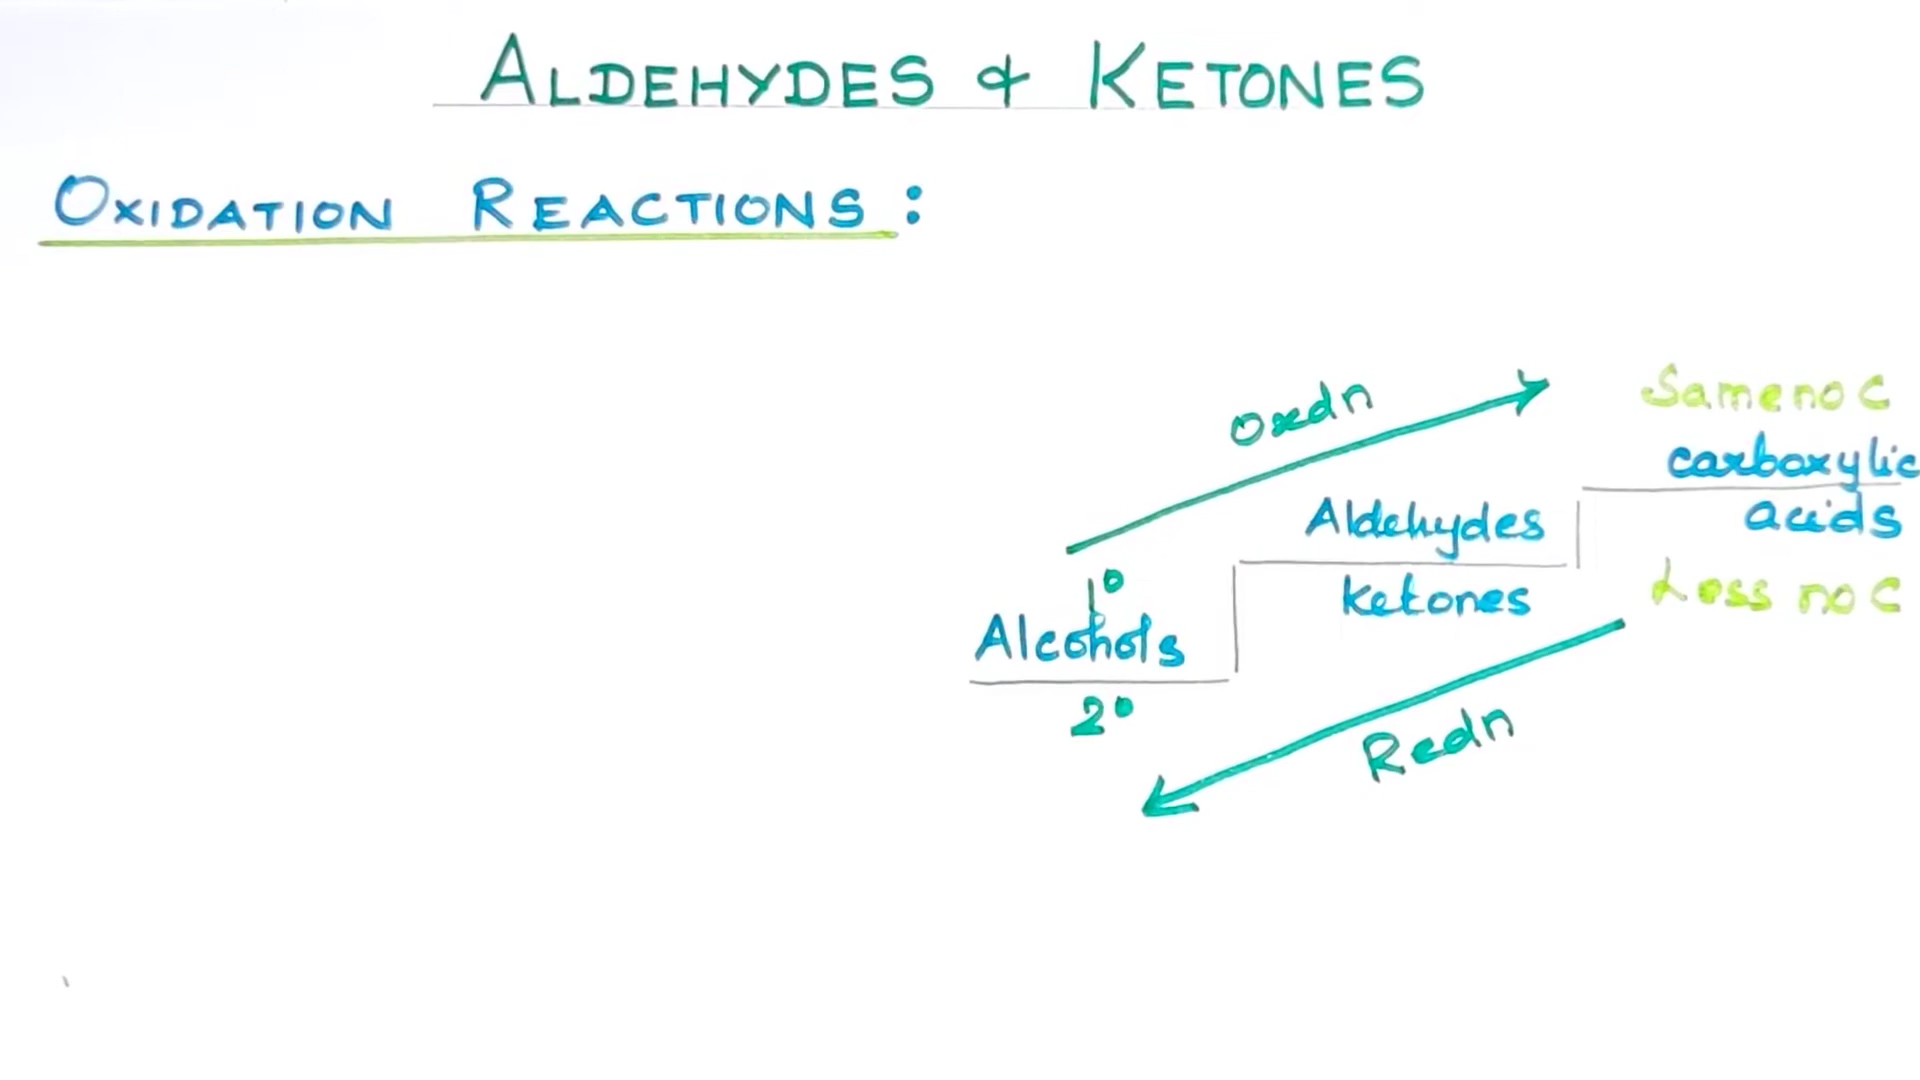 ALDEHYDES & KETONES
OXIDATION REACTIONS :
Oxdn
Same no C
carboxylic
acids
Less no C
Aldehydes
ketones
1°
Alcohols
2°
Redn